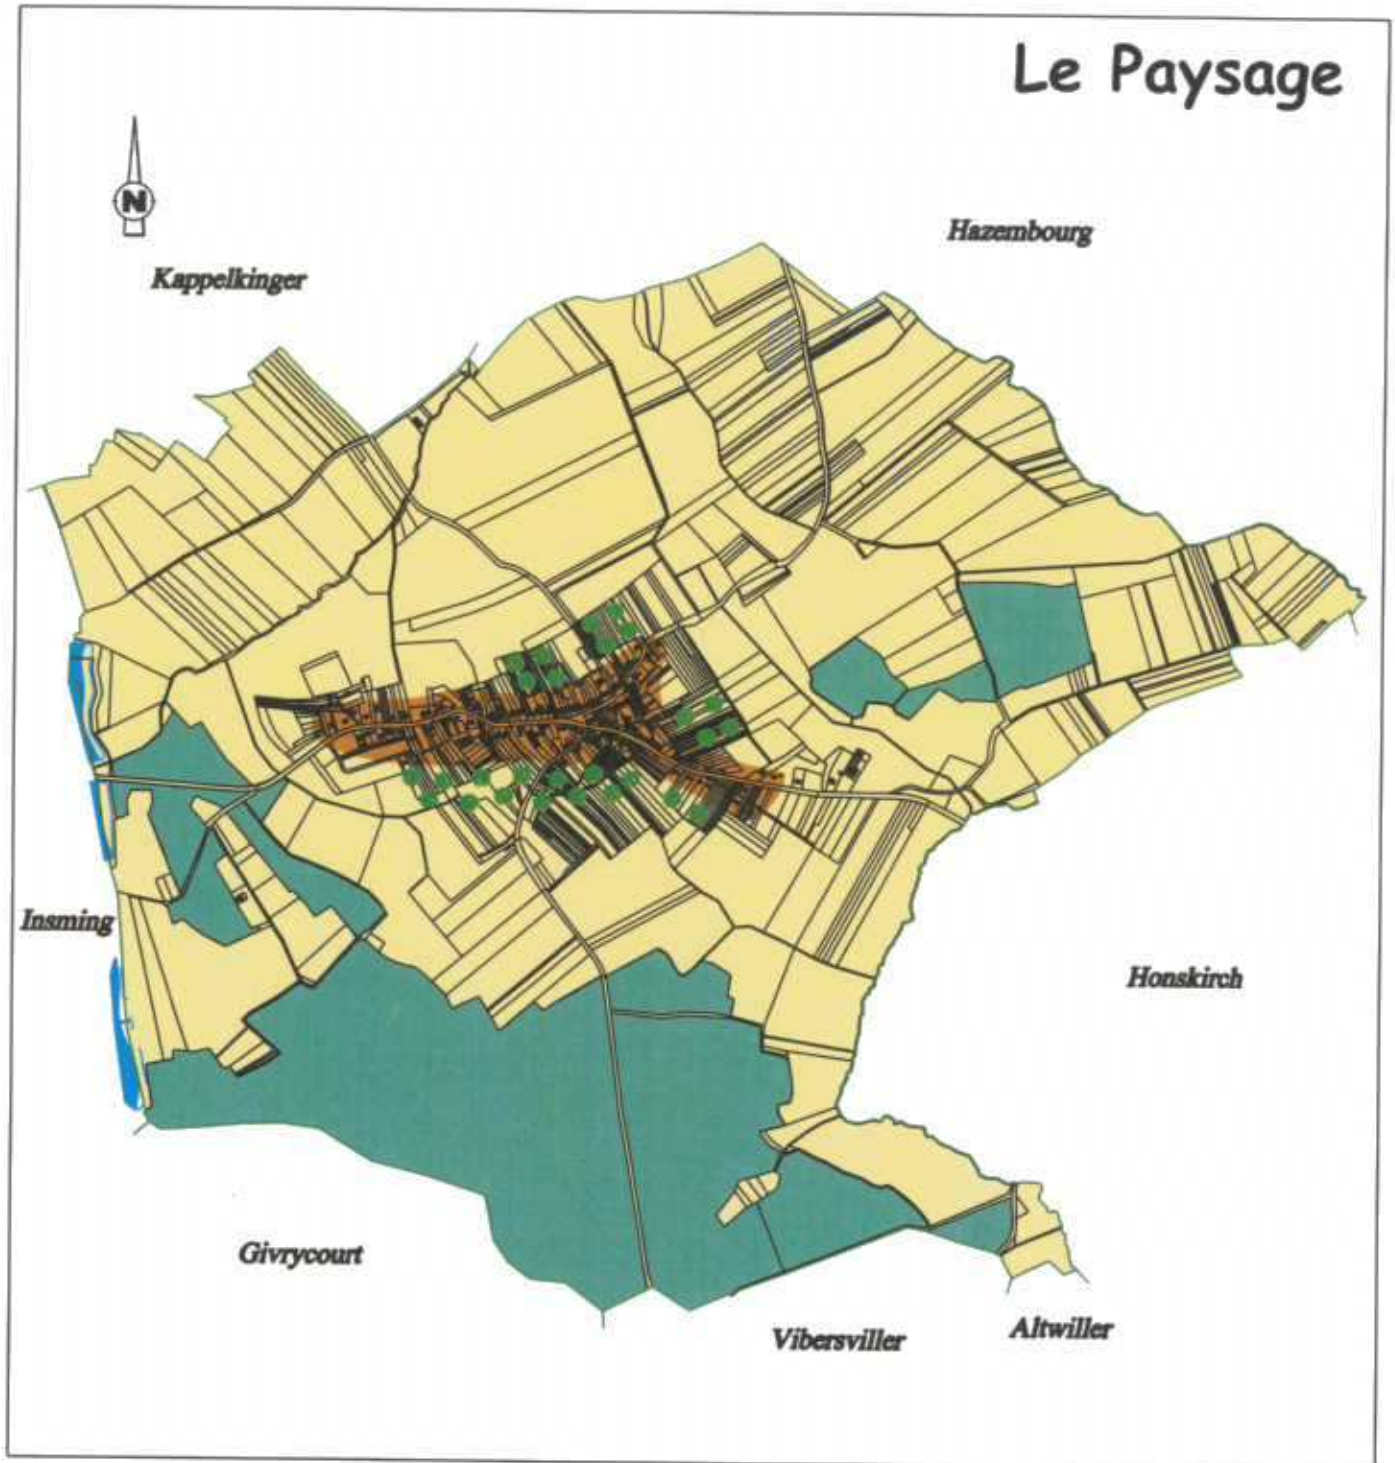 Le Paysage
N
Hazembourg
Kappelkinger
Insming
Honskirch
Givrycourt
Vibersviller
Altwiller